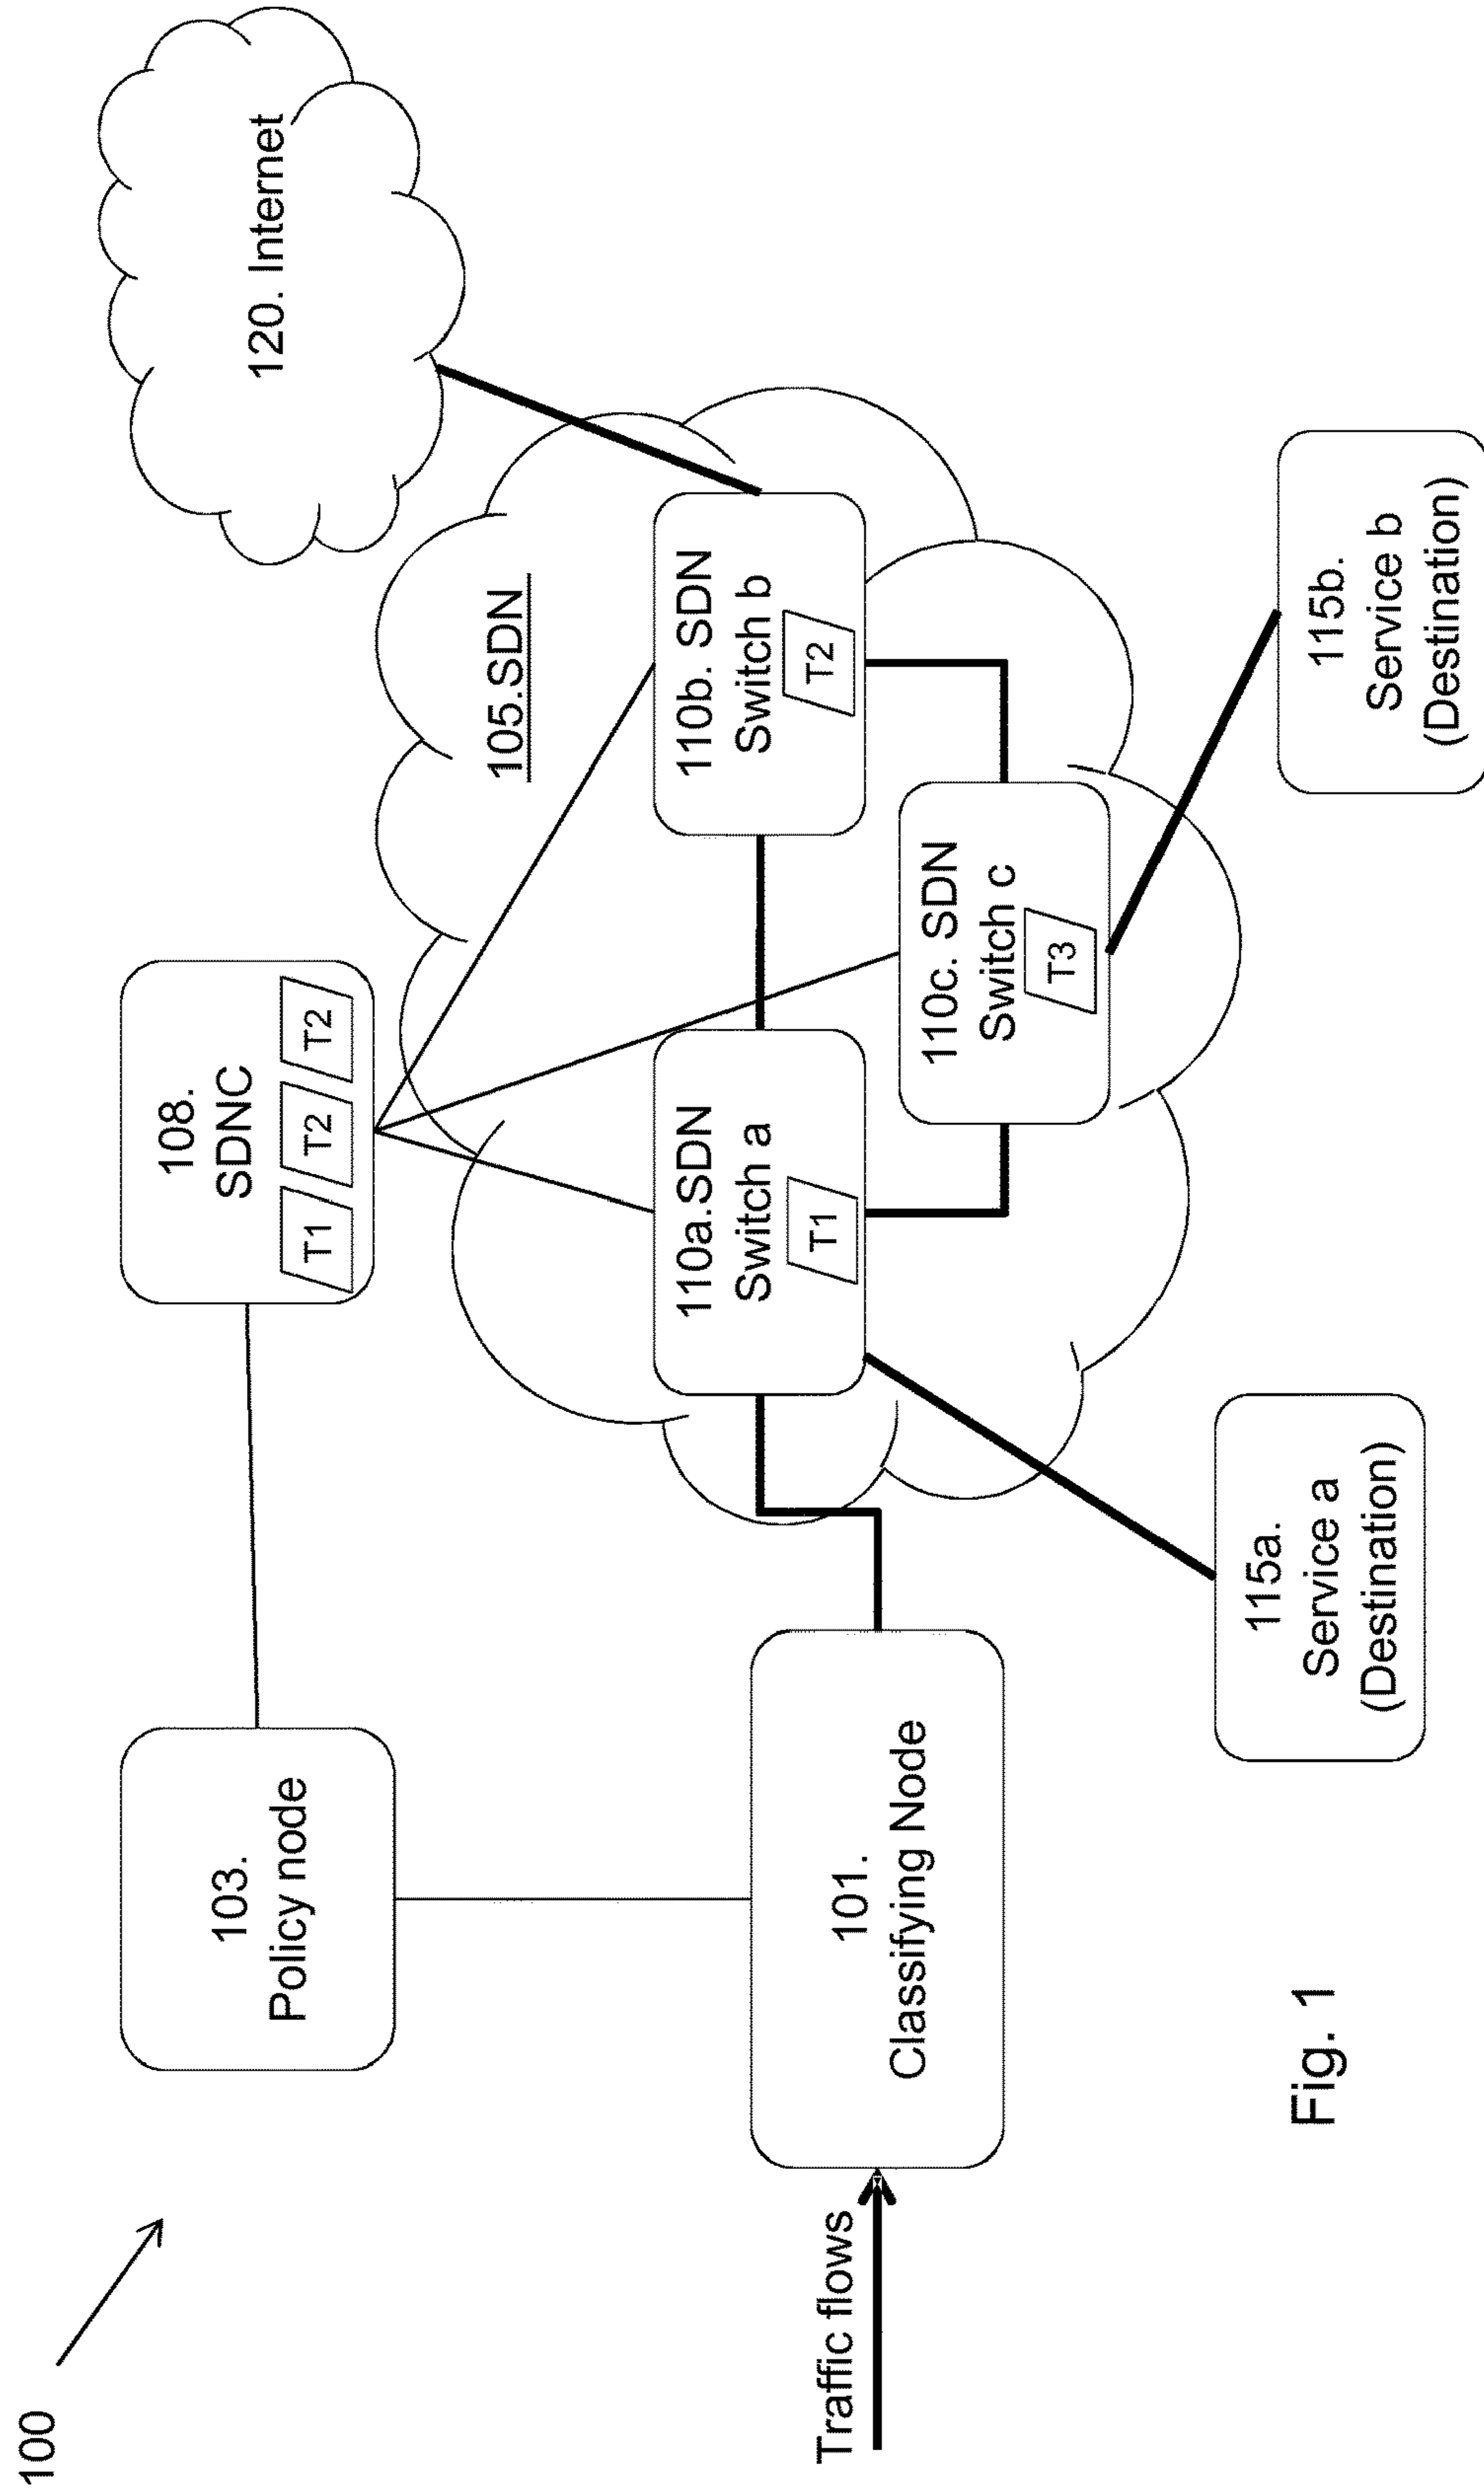 100
103.
Policy node
108.
SDNC
T1
T2
T2
120. Internet
105.SDN
Traffic flows
101.
Classifying Node
110a.SDN
Switch a
T1
110b. SDN
Switch b
T2
110c. SDN
Switch c
T3
115a.
Service a
(Destination)
115b.
Service b
(Destination)
Fig. 1